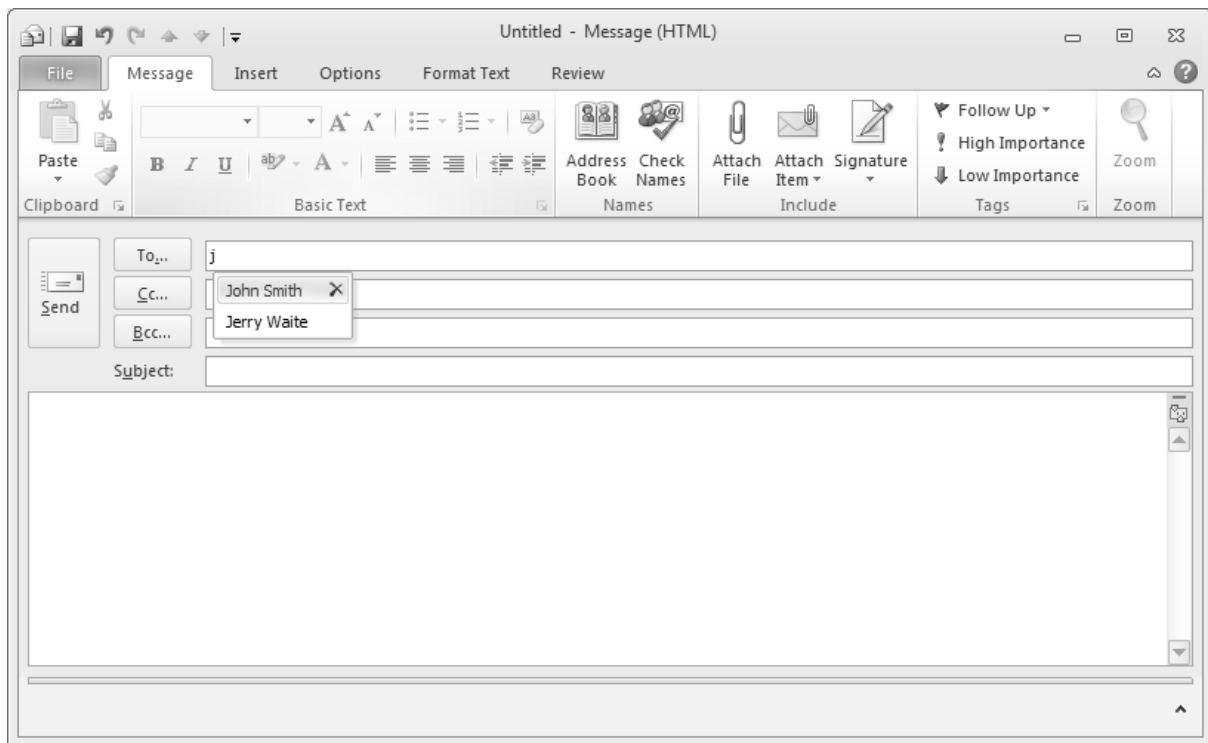 Untitled - Message (HTML)
File Message Insert Options Format Text Review
Paste
Clipboard
B I U
Basic Text
Address Book
Check Names
Names
Attach File
Attach Item
Signature
Include
Follow Up
High Importance
Low Importance
Tags
Zoom
Zoom
Send
To... j
Cc...
Bcc...
John Smith
Jerry Waite
Subject: